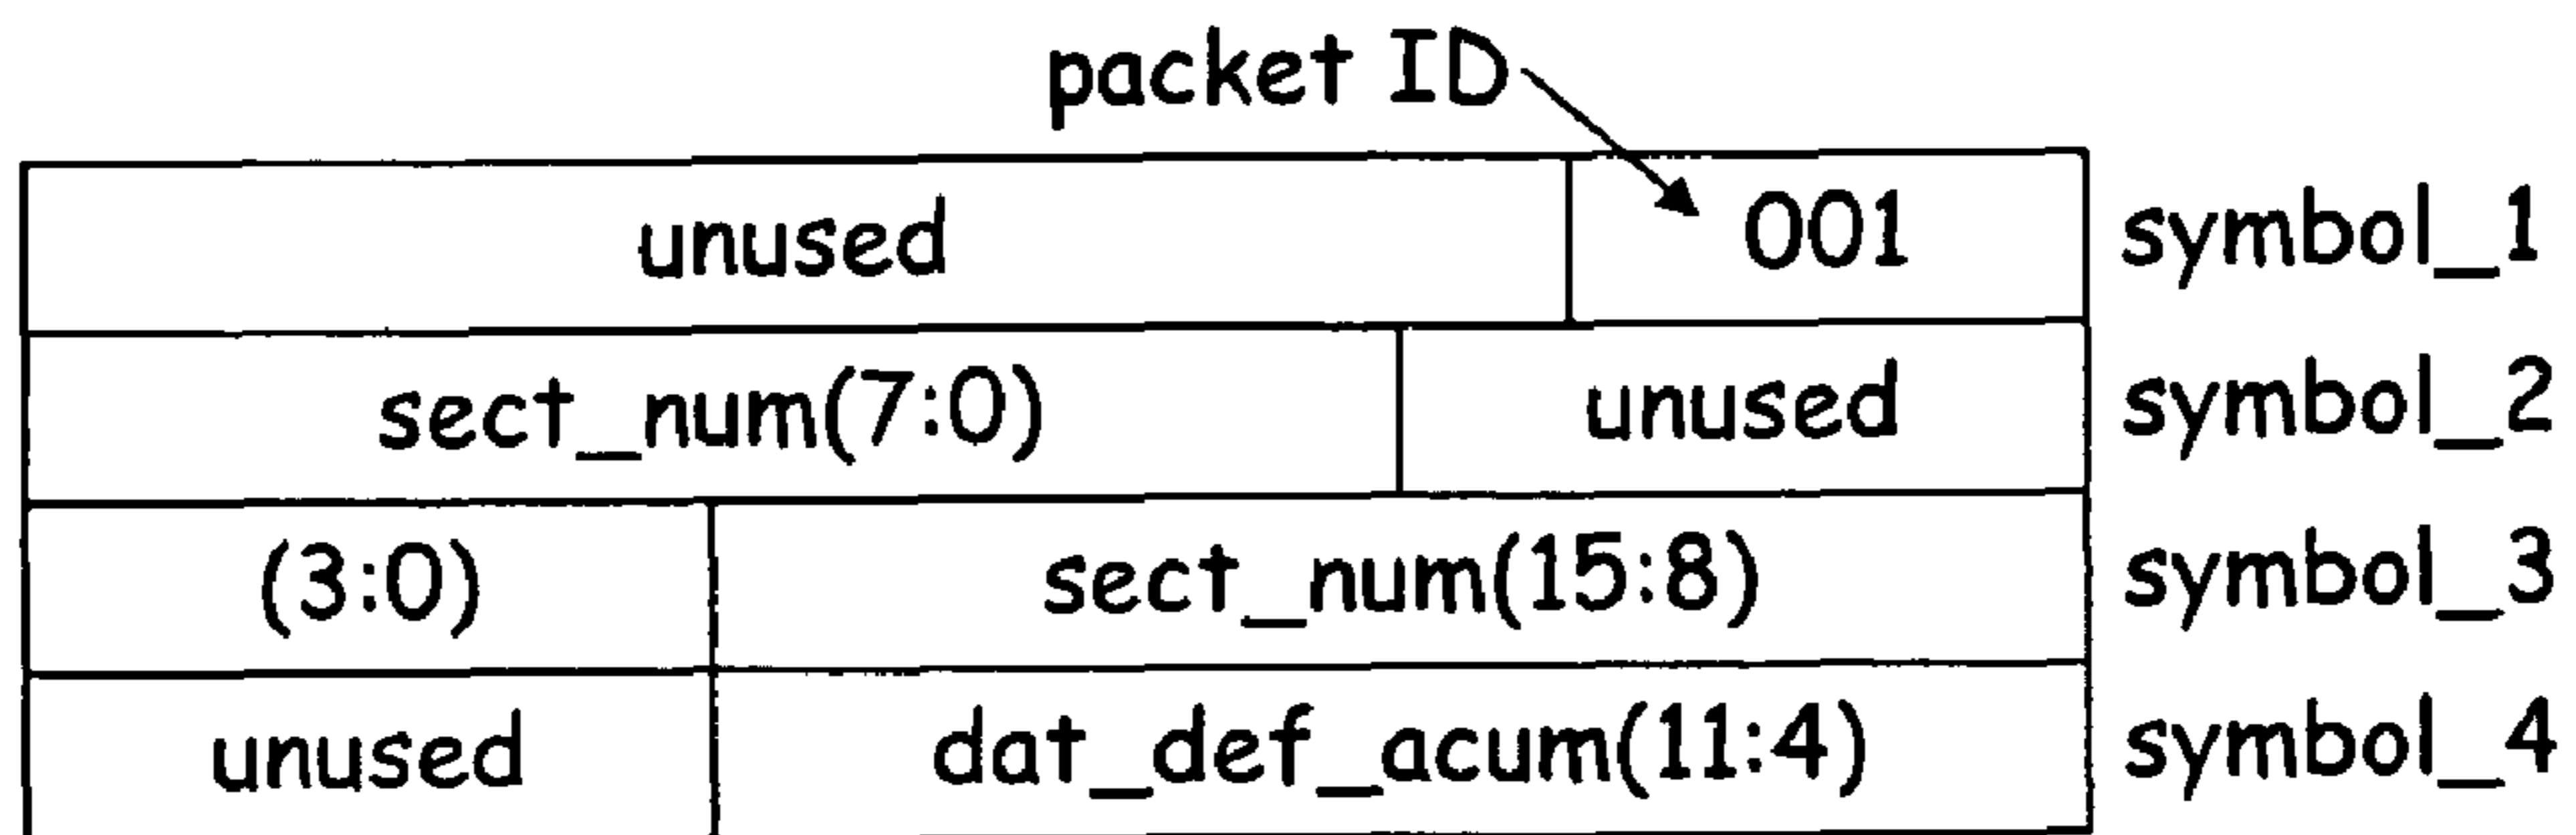 packet ID
unused 001 symbol_1
sect_num(7:0) unused symbol_2
(3:0) sect_num(15:8) symbol_3
unused dat_def_acum(11:4) symbol_4